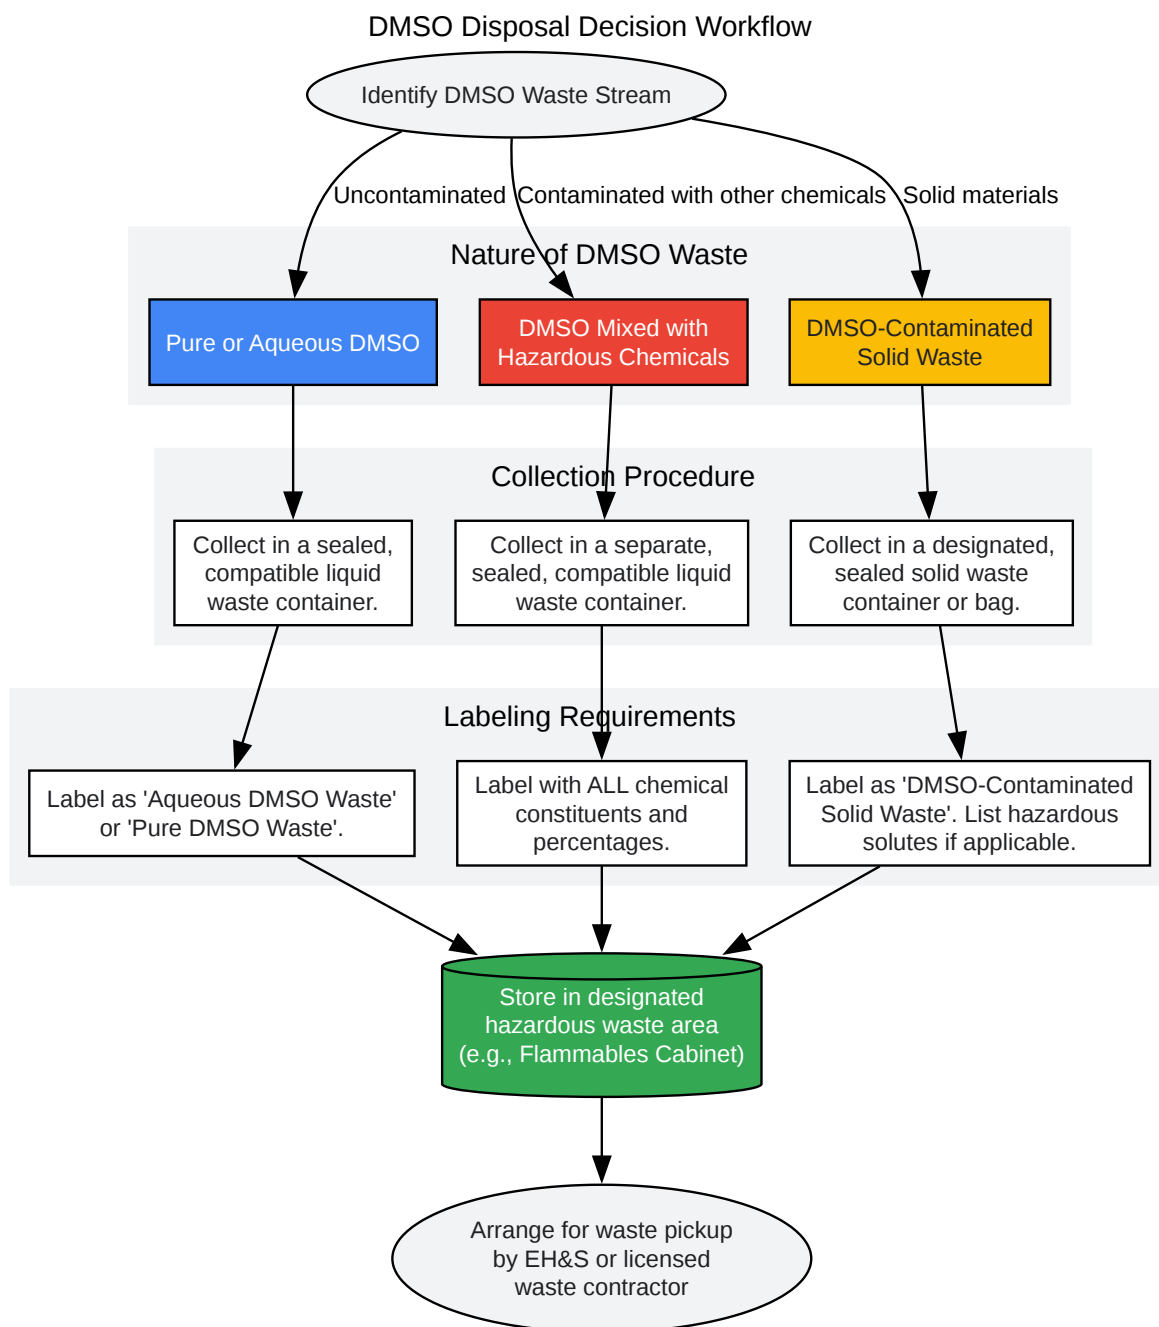 DMSO Disposal Decision Workflow
Identify DMSO Waste Stream
Uncontaminated
Contaminated with other chemicals
Solid materials
Nature of DMSO Waste
Pure or Aqueous DMSO
DMSO Mixed with
Hazardous Chemicals
DMSO-Contaminated
Solid Waste
Collection Procedure
Collect in a sealed,
compatible liquid
waste container.
Collect in a separate,
sealed, compatible liquid
waste container.
Collect in a designated,
sealed solid waste
container or bag.
Labeling Requirements
Label as 'Aqueous DMSO Waste'
or 'Pure DMSO Waste'.
Label with ALL chemical
constituents and
percentages.
Label as 'DMSO-Contaminated
Solid Waste'. List hazardous
solutes if applicable.
Store in designated
hazardous waste area
(e.g., Flammables Cabinet)
Arrange for waste pickup
by EH&S or licensed
waste contractor